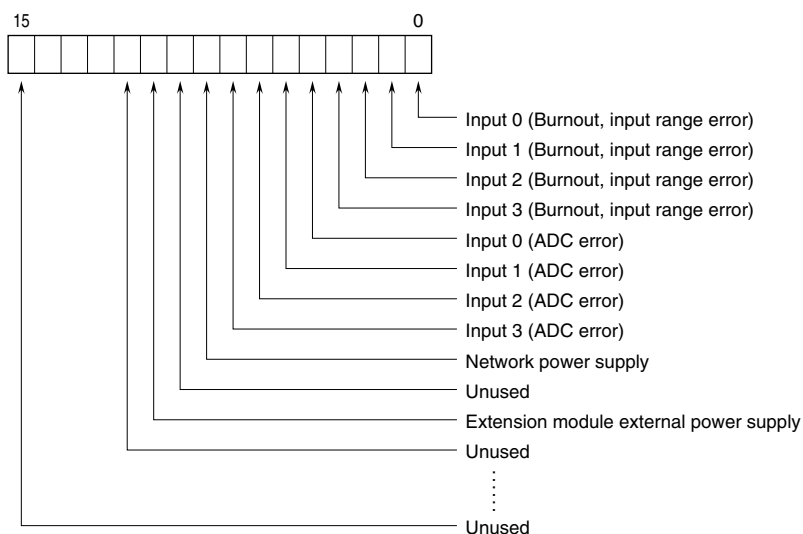 15 0
Input 0 (Burnout, input range error)
Input 1 (Burnout, input range error)
Input 2 (Burnout, input range error)
Input 3 (Burnout, input range error)
Input 0 (ADC error)
Input 1 (ADC error)
Input 2 (ADC error)
Input 3 (ADC error)
Network power supply
Unused
Extension module external power supply
Unused
Unused